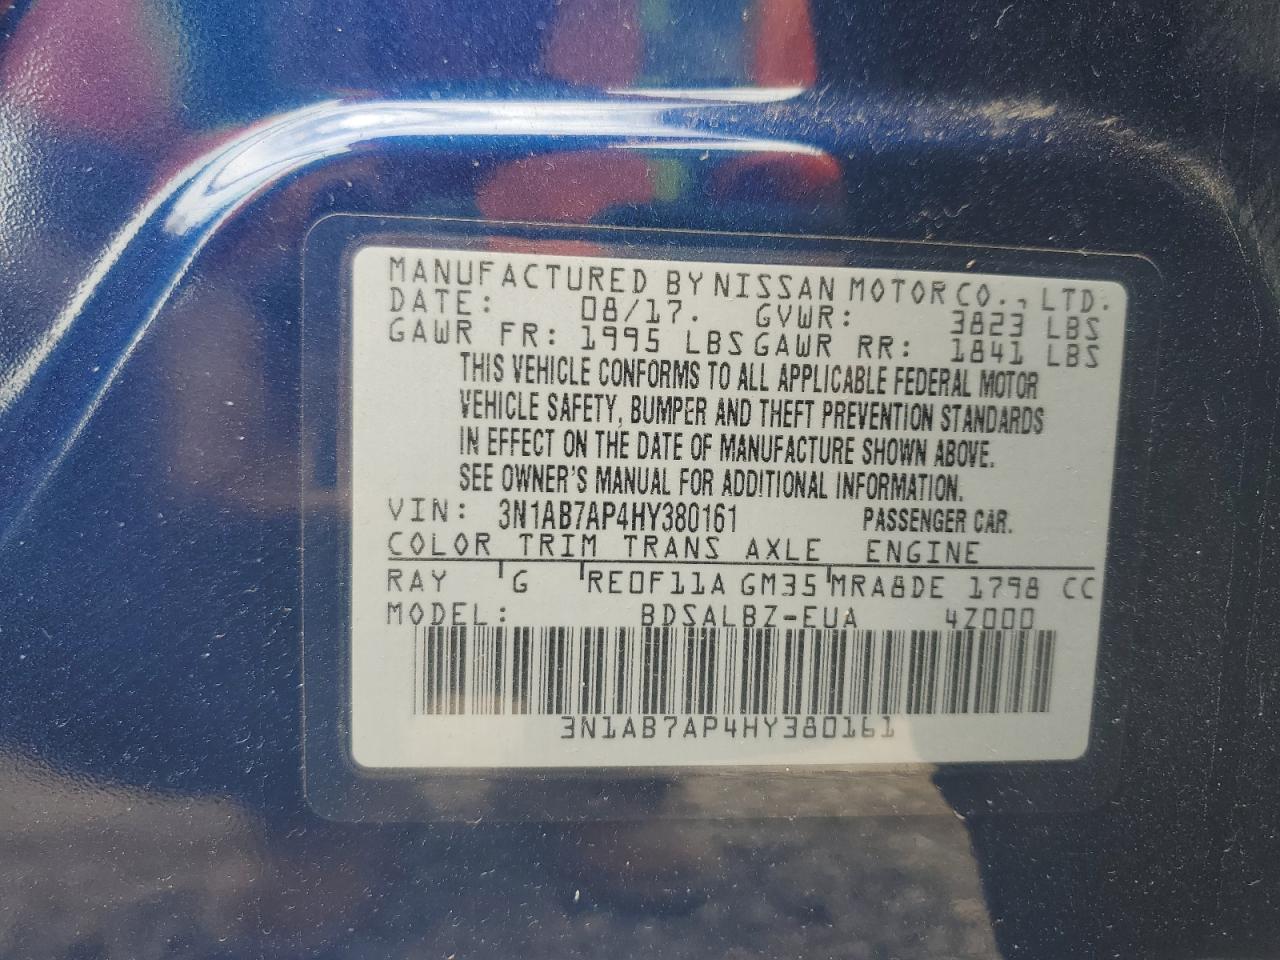 MANUFACTURED BY NISSAN MOTOR CO., LTD.
DATE: 08/17. GVWR: 3823 LBS
GAWR FR: 1995 LBS GAWR RR: 1841 LBS
THIS VEHICLE CONFORMS TO ALL APPLICABLE FEDERAL MOTOR
VEHICLE SAFETY, BUMPER AND THEFT PREVENTION STANDARDS
IN EFFECT ON THE DATE OF MANUFACTURE SHOWN ABOVE.
SEE OWNER'S MANUAL FOR ADDITIONAL INFORMATION.
VIN: 3N1AB7AP4HY380161 PASSENGER CAR.
COLOR TRIM TRANS AXLE ENGINE
RAY G RE0F11A GM35 MRA8DE 1798 CC
MODEL: BDSALBZ-EUA 4Z000
3N1AB7AP4HY380161